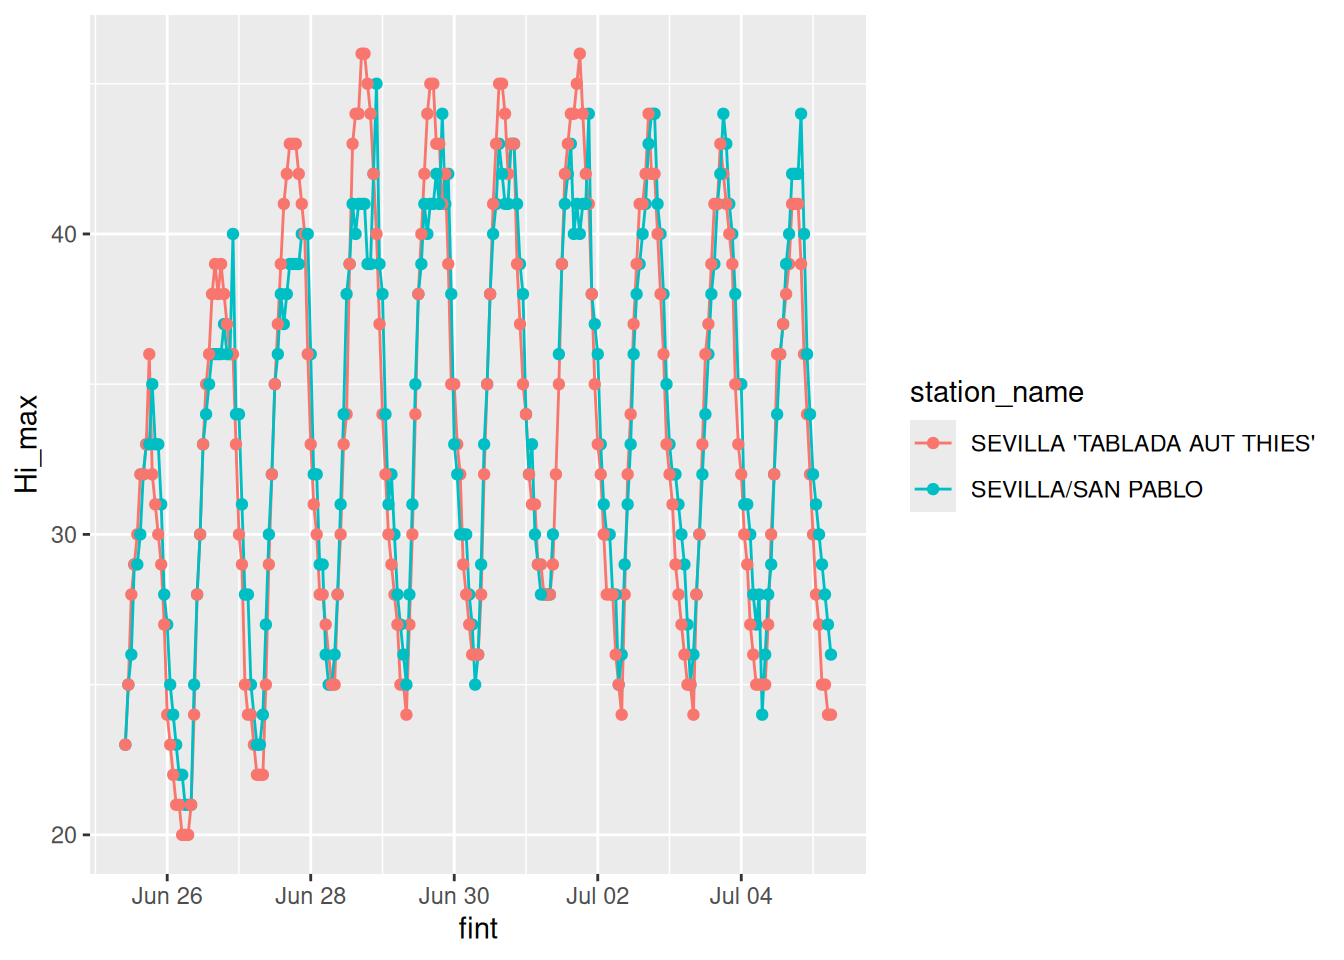 Hi_max
40
30
20
Jun 26
Jun 28
Jun 30
Jul 02
Jul 04
fint
station_name
SEVILLA 'TABLADA AUT THIES'
SEVILLA/SAN PABLO